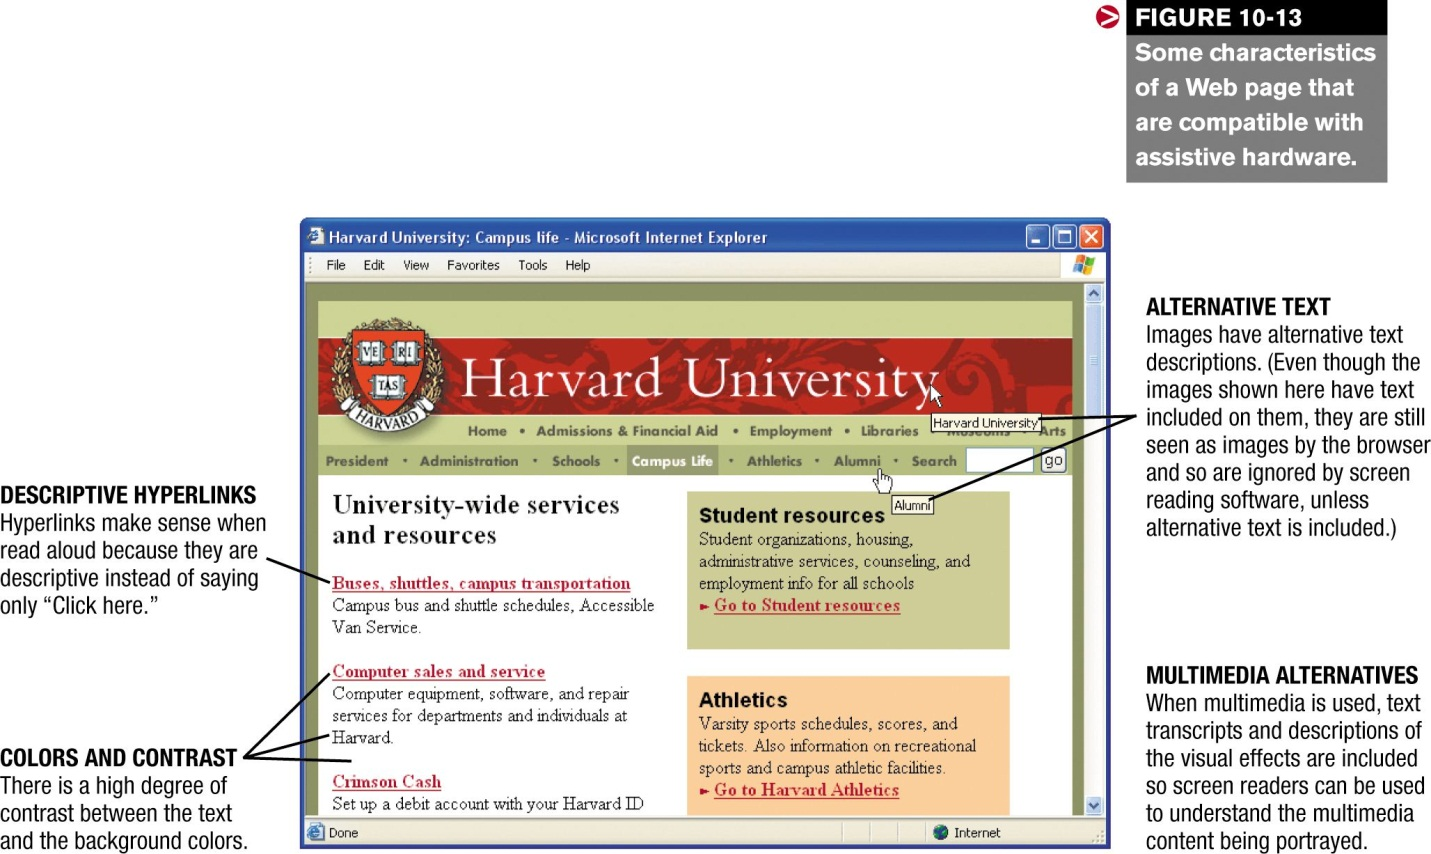 FIGURE 10-13
Some characteristics
of a Web page that
are compatible with
assistive hardware.
Harvard University: Campus life - Microsoft Internet Explorer
File Edit View Favorites Tools Help
VE RI
TAS
HARVARD
Harvard University
Harvard University
Home • Admissions & Financial Aid • Employment • Libraries Museums Arts
President • Administration • Schools • Campus Life • Athletics • Alumni • Search go
Alumni
University-wide services
and resources
Buses, shuttles, campus transportation
Campus bus and shuttle schedules, Accessible
Van Service.
Computer sales and service
Computer equipment, software, and repair
services for departments and individuals at
Harvard.
Crimson Cash
Set up a debit account with your Harvard ID
Student resources
Student organizations, housing,
administrative services, counseling, and
employment info for all schools
► Go to Student resources
Athletics
Varsity sports schedules, scores, and
tickets. Also information on recreational
sports and campus athletic facilities.
► Go to Harvard Athletics
Done Internet
DESCRIPTIVE HYPERLINKS
Hyperlinks make sense when
read aloud because they are
descriptive instead of saying
only “Click here.”
COLORS AND CONTRAST
There is a high degree of
contrast between the text
and the background colors.
ALTERNATIVE TEXT
Images have alternative text
descriptions. (Even though the
images shown here have text
included on them, they are still
seen as images by the browser
and so are ignored by screen
reading software, unless
alternative text is included.)
MULTIMEDIA ALTERNATIVES
When multimedia is used, text
transcripts and descriptions of
the visual effects are included
so screen readers can be used
to understand the multimedia
content being portrayed.